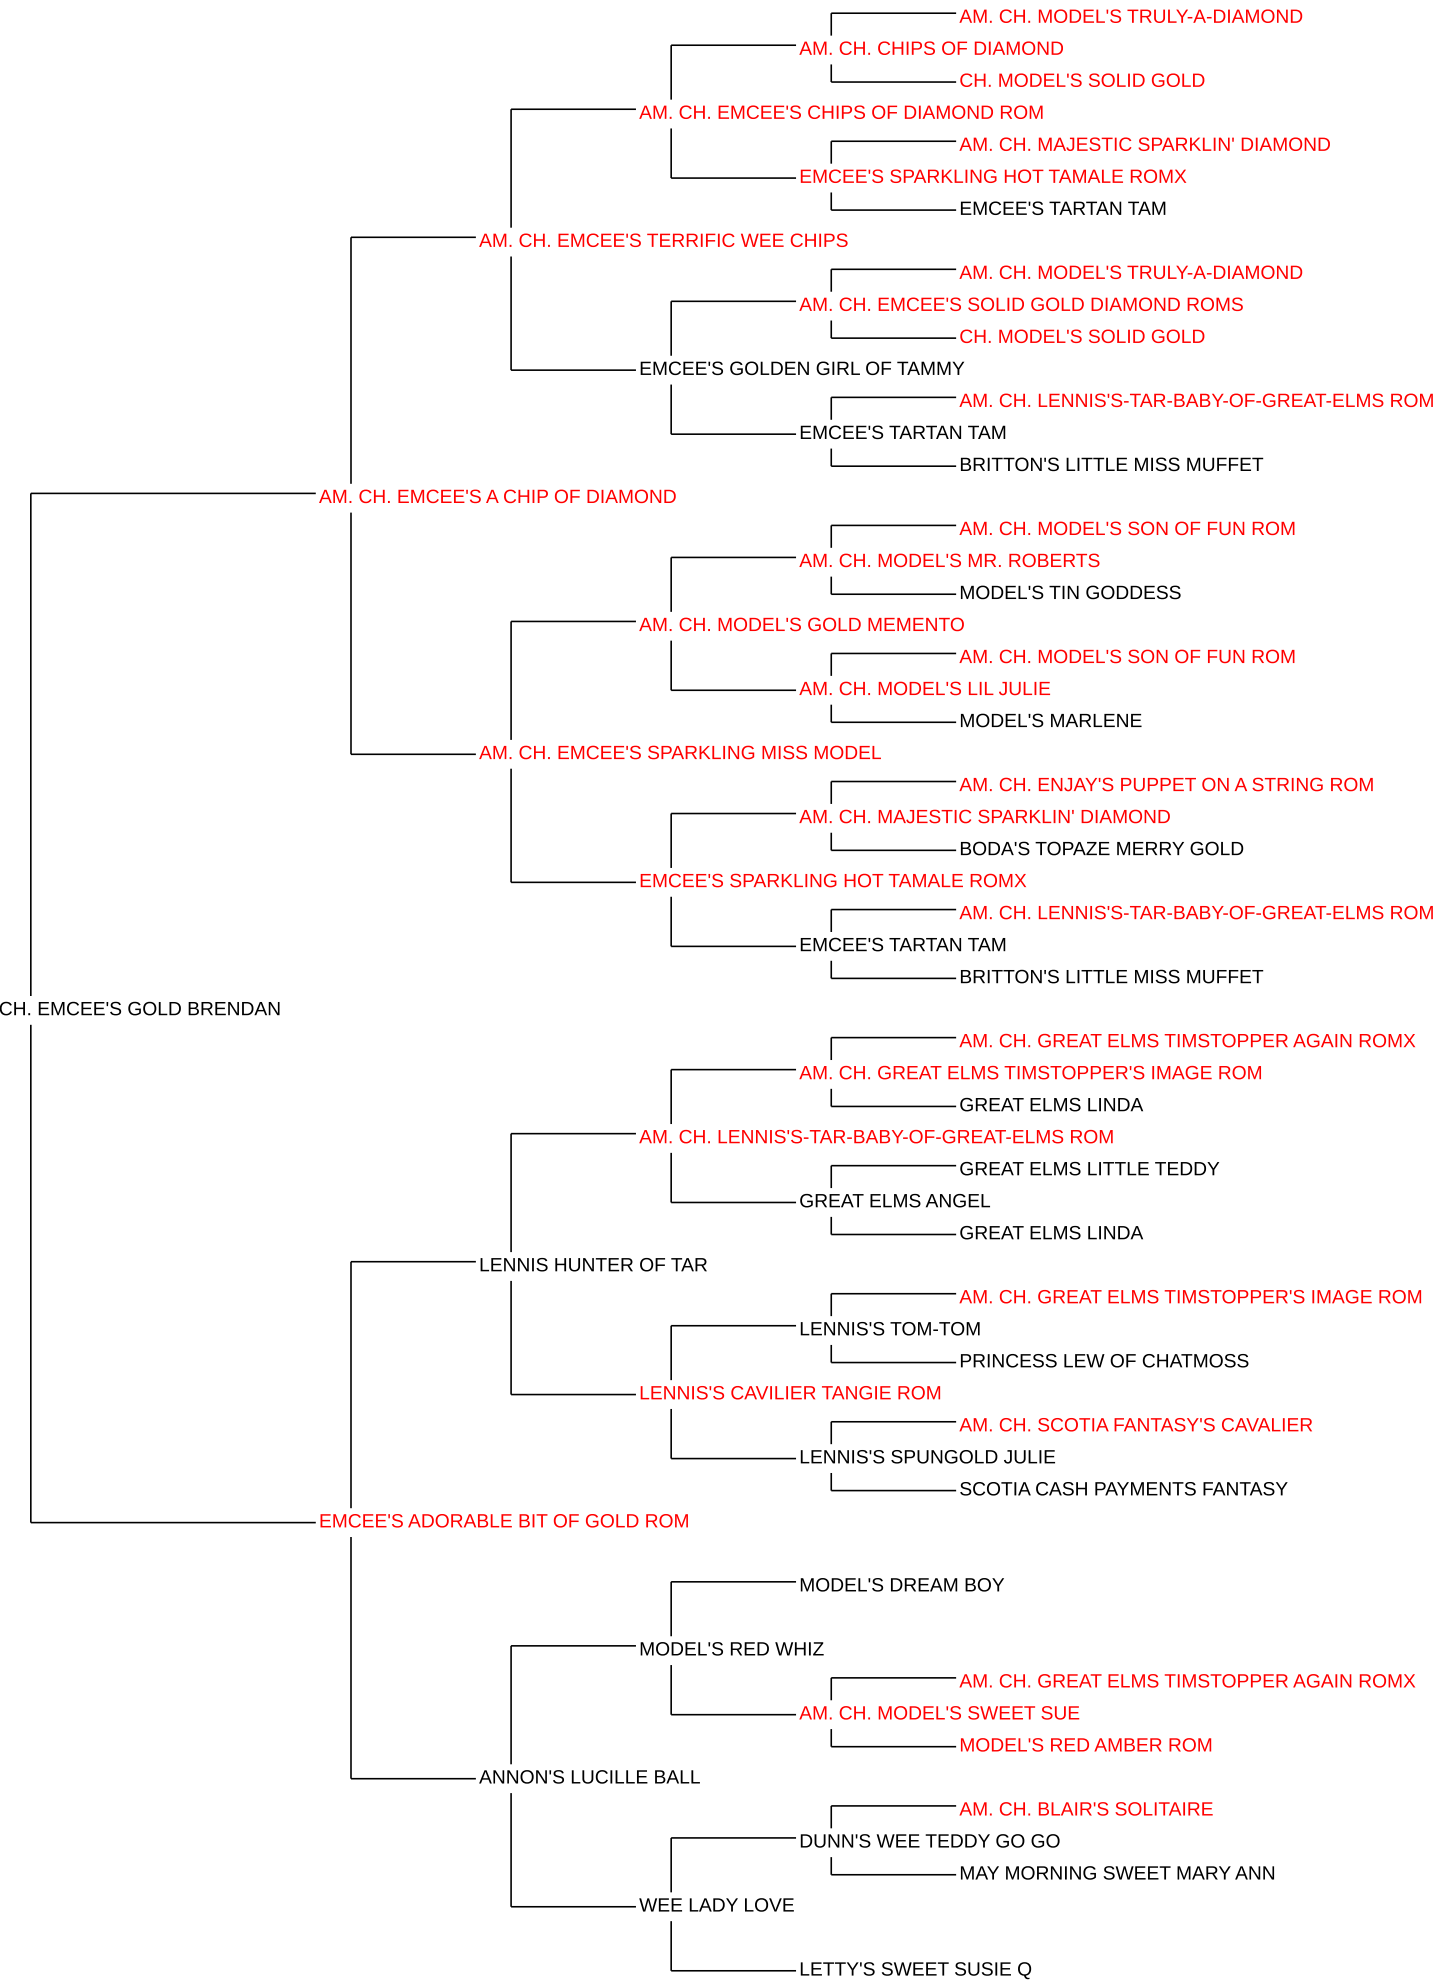 AM. CH. MODEL'S TRULY-A-DIAMOND
AM. CH. CHIPS OF DIAMOND
CH. MODEL'S SOLID GOLD
AM. CH. EMCEE'S CHIPS OF DIAMOND ROM
AM. CH. MAJESTIC SPARKLIN' DIAMOND
EMCEE'S SPARKLING HOT TAMALE ROMX
EMCEE'S TARTAN TAM
AM. CH. EMCEE'S TERRIFIC WEE CHIPS
AM. CH. MODEL'S TRULY-A-DIAMOND
AM. CH. EMCEE'S SOLID GOLD DIAMOND ROMS
CH. MODEL'S SOLID GOLD
EMCEE'S GOLDEN GIRL OF TAMMY
AM. CH. LENNIS'S-TAR-BABY-OF-GREAT-ELMS ROM
EMCEE'S TARTAN TAM
BRITTON'S LITTLE MISS MUFFET
AM. CH. EMCEE'S A CHIP OF DIAMOND
AM. CH. MODEL'S SON OF FUN ROM
AM. CH. MODEL'S MR. ROBERTS
MODEL'S TIN GODDESS
AM. CH. MODEL'S GOLD MEMENTO
AM. CH. MODEL'S SON OF FUN ROM
AM. CH. MODEL'S LIL JULIE
MODEL'S MARLENE
AM. CH. EMCEE'S SPARKLING MISS MODEL
AM. CH. ENJAY'S PUPPET ON A STRING ROM
AM. CH. MAJESTIC SPARKLIN' DIAMOND
BODA'S TOPAZE MERRY GOLD
EMCEE'S SPARKLING HOT TAMALE ROMX
AM. CH. LENNIS'S-TAR-BABY-OF-GREAT-ELMS ROM
EMCEE'S TARTAN TAM
BRITTON'S LITTLE MISS MUFFET
CH. EMCEE'S GOLD BRENDAN
AM. CH. GREAT ELMS TIMSTOPPER AGAIN ROMX
AM. CH. GREAT ELMS TIMSTOPPER'S IMAGE ROM
GREAT ELMS LINDA
AM. CH. LENNIS'S-TAR-BABY-OF-GREAT-ELMS ROM
GREAT ELMS LITTLE TEDDY
GREAT ELMS ANGEL
GREAT ELMS LINDA
LENNIS HUNTER OF TAR
AM. CH. GREAT ELMS TIMSTOPPER'S IMAGE ROM
LENNIS'S TOM-TOM
PRINCESS LEW OF CHATMOSS
LENNIS'S CAVILIER TANGIE ROM
AM. CH. SCOTIA FANTASY'S CAVALIER
LENNIS'S SPUNGOLD JULIE
SCOTIA CASH PAYMENTS FANTASY
EMCEE'S ADORABLE BIT OF GOLD ROM
MODEL'S DREAM BOY
MODEL'S RED WHIZ
AM. CH. GREAT ELMS TIMSTOPPER AGAIN ROMX
AM. CH. MODEL'S SWEET SUE
MODEL'S RED AMBER ROM
ANNON'S LUCILLE BALL
AM. CH. BLAIR'S SOLITAIRE
DUNN'S WEE TEDDY GO GO
MAY MORNING SWEET MARY ANN
WEE LADY LOVE
LETTY'S SWEET SUSIE Q